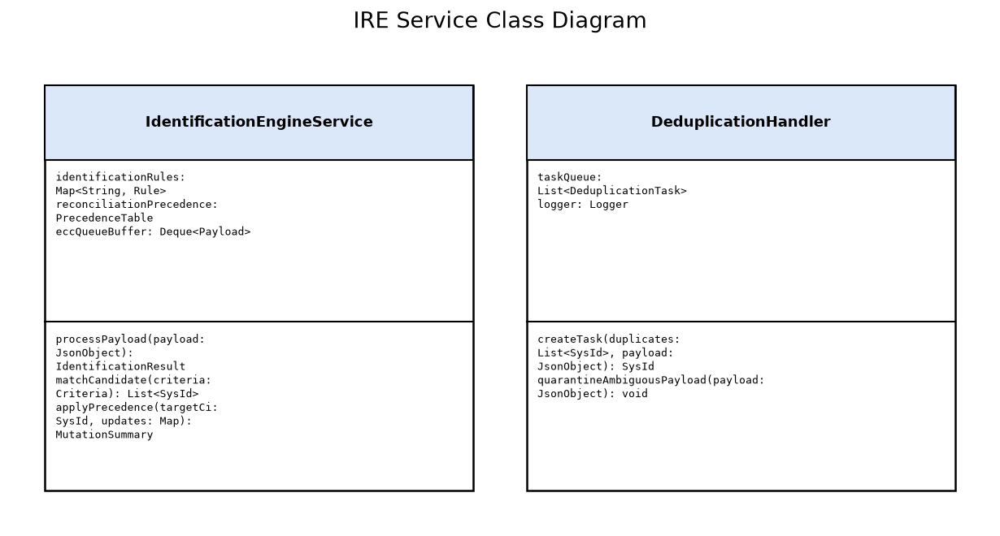 IRE Service Class Diagram
IdentificationEngineService
identificationRules:
Map<String, Rule>
reconciliationPrecedence:
PrecedenceTable
eccQueueBuffer: Deque<Payload>
processPayload(payload:
JsonObject):
IdentificationResult
matchCandidate(criteria:
Criteria): List<SysId>
applyPrecedence(targetCi:
SysId, updates: Map):
MutationSummary
DeduplicationHandler
taskQueue:
List<DeduplicationTask>
logger: Logger
createTask(duplicates:
List<SysId>, payload:
JsonObject): SysId
quarantineAmbiguousPayload(payload:
JsonObject): void